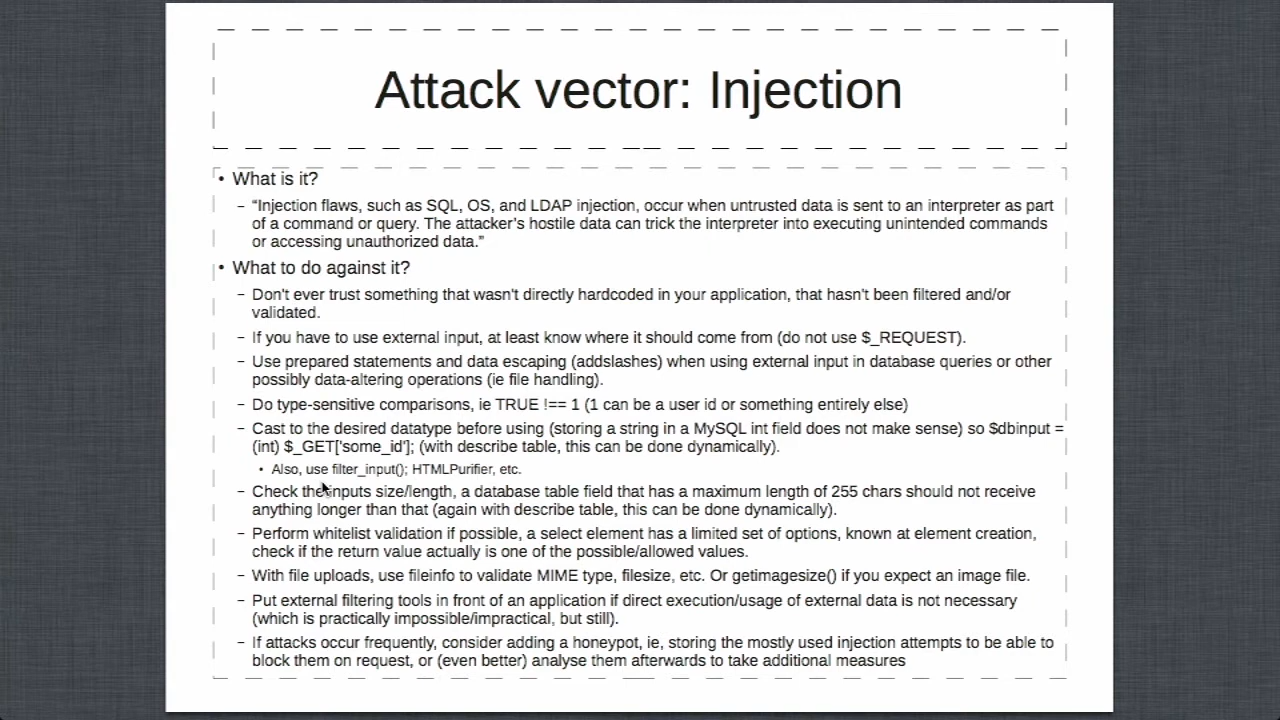 Attack vector: Injection
• What is it?
– “Injection flaws, such as SQL, OS, and LDAP injection, occur when untrusted data is sent to an interpreter as part
of a command or query. The attacker’s hostile data can trick the interpreter into executing unintended commands
or accessing unauthorized data.”
• What to do against it?
– Don't ever trust something that wasn't directly hardcoded in your application, that hasn't been filtered and/or
validated.
– If you have to use external input, at least know where it should come from (do not use $_REQUEST).
– Use prepared statements and data escaping (addslashes) when using external input in database queries or other
possibly data-altering operations (ie file handling).
– Do type-sensitive comparisons, ie TRUE !== 1 (1 can be a user id or something entirely else)
– Cast to the desired datatype before using (storing a string in a MySQL int field does not make sense) so $dbinput =
(int) $_GET['some_id']; (with describe table, this can be done dynamically).
• Also, use filter_input(); HTMLPurifier, etc.
– Check the inputs size/length, a database table field that has a maximum length of 255 chars should not receive
anything longer than that (again with describe table, this can be done dynamically).
– Perform whitelist validation if possible, a select element has a limited set of options, known at element creation,
check if the return value actually is one of the possible/allowed values.
– With file uploads, use fileinfo to validate MIME type, filesize, etc. Or getimagesize() if you expect an image file.
– Put external filtering tools in front of an application if direct execution/usage of external data is not necessary
(which is practically impossible/impractical, but still).
– If attacks occur frequently, consider adding a honeypot, ie, storing the mostly used injection attempts to be able to
block them on request, or (even better) analyse them afterwards to take additional measures